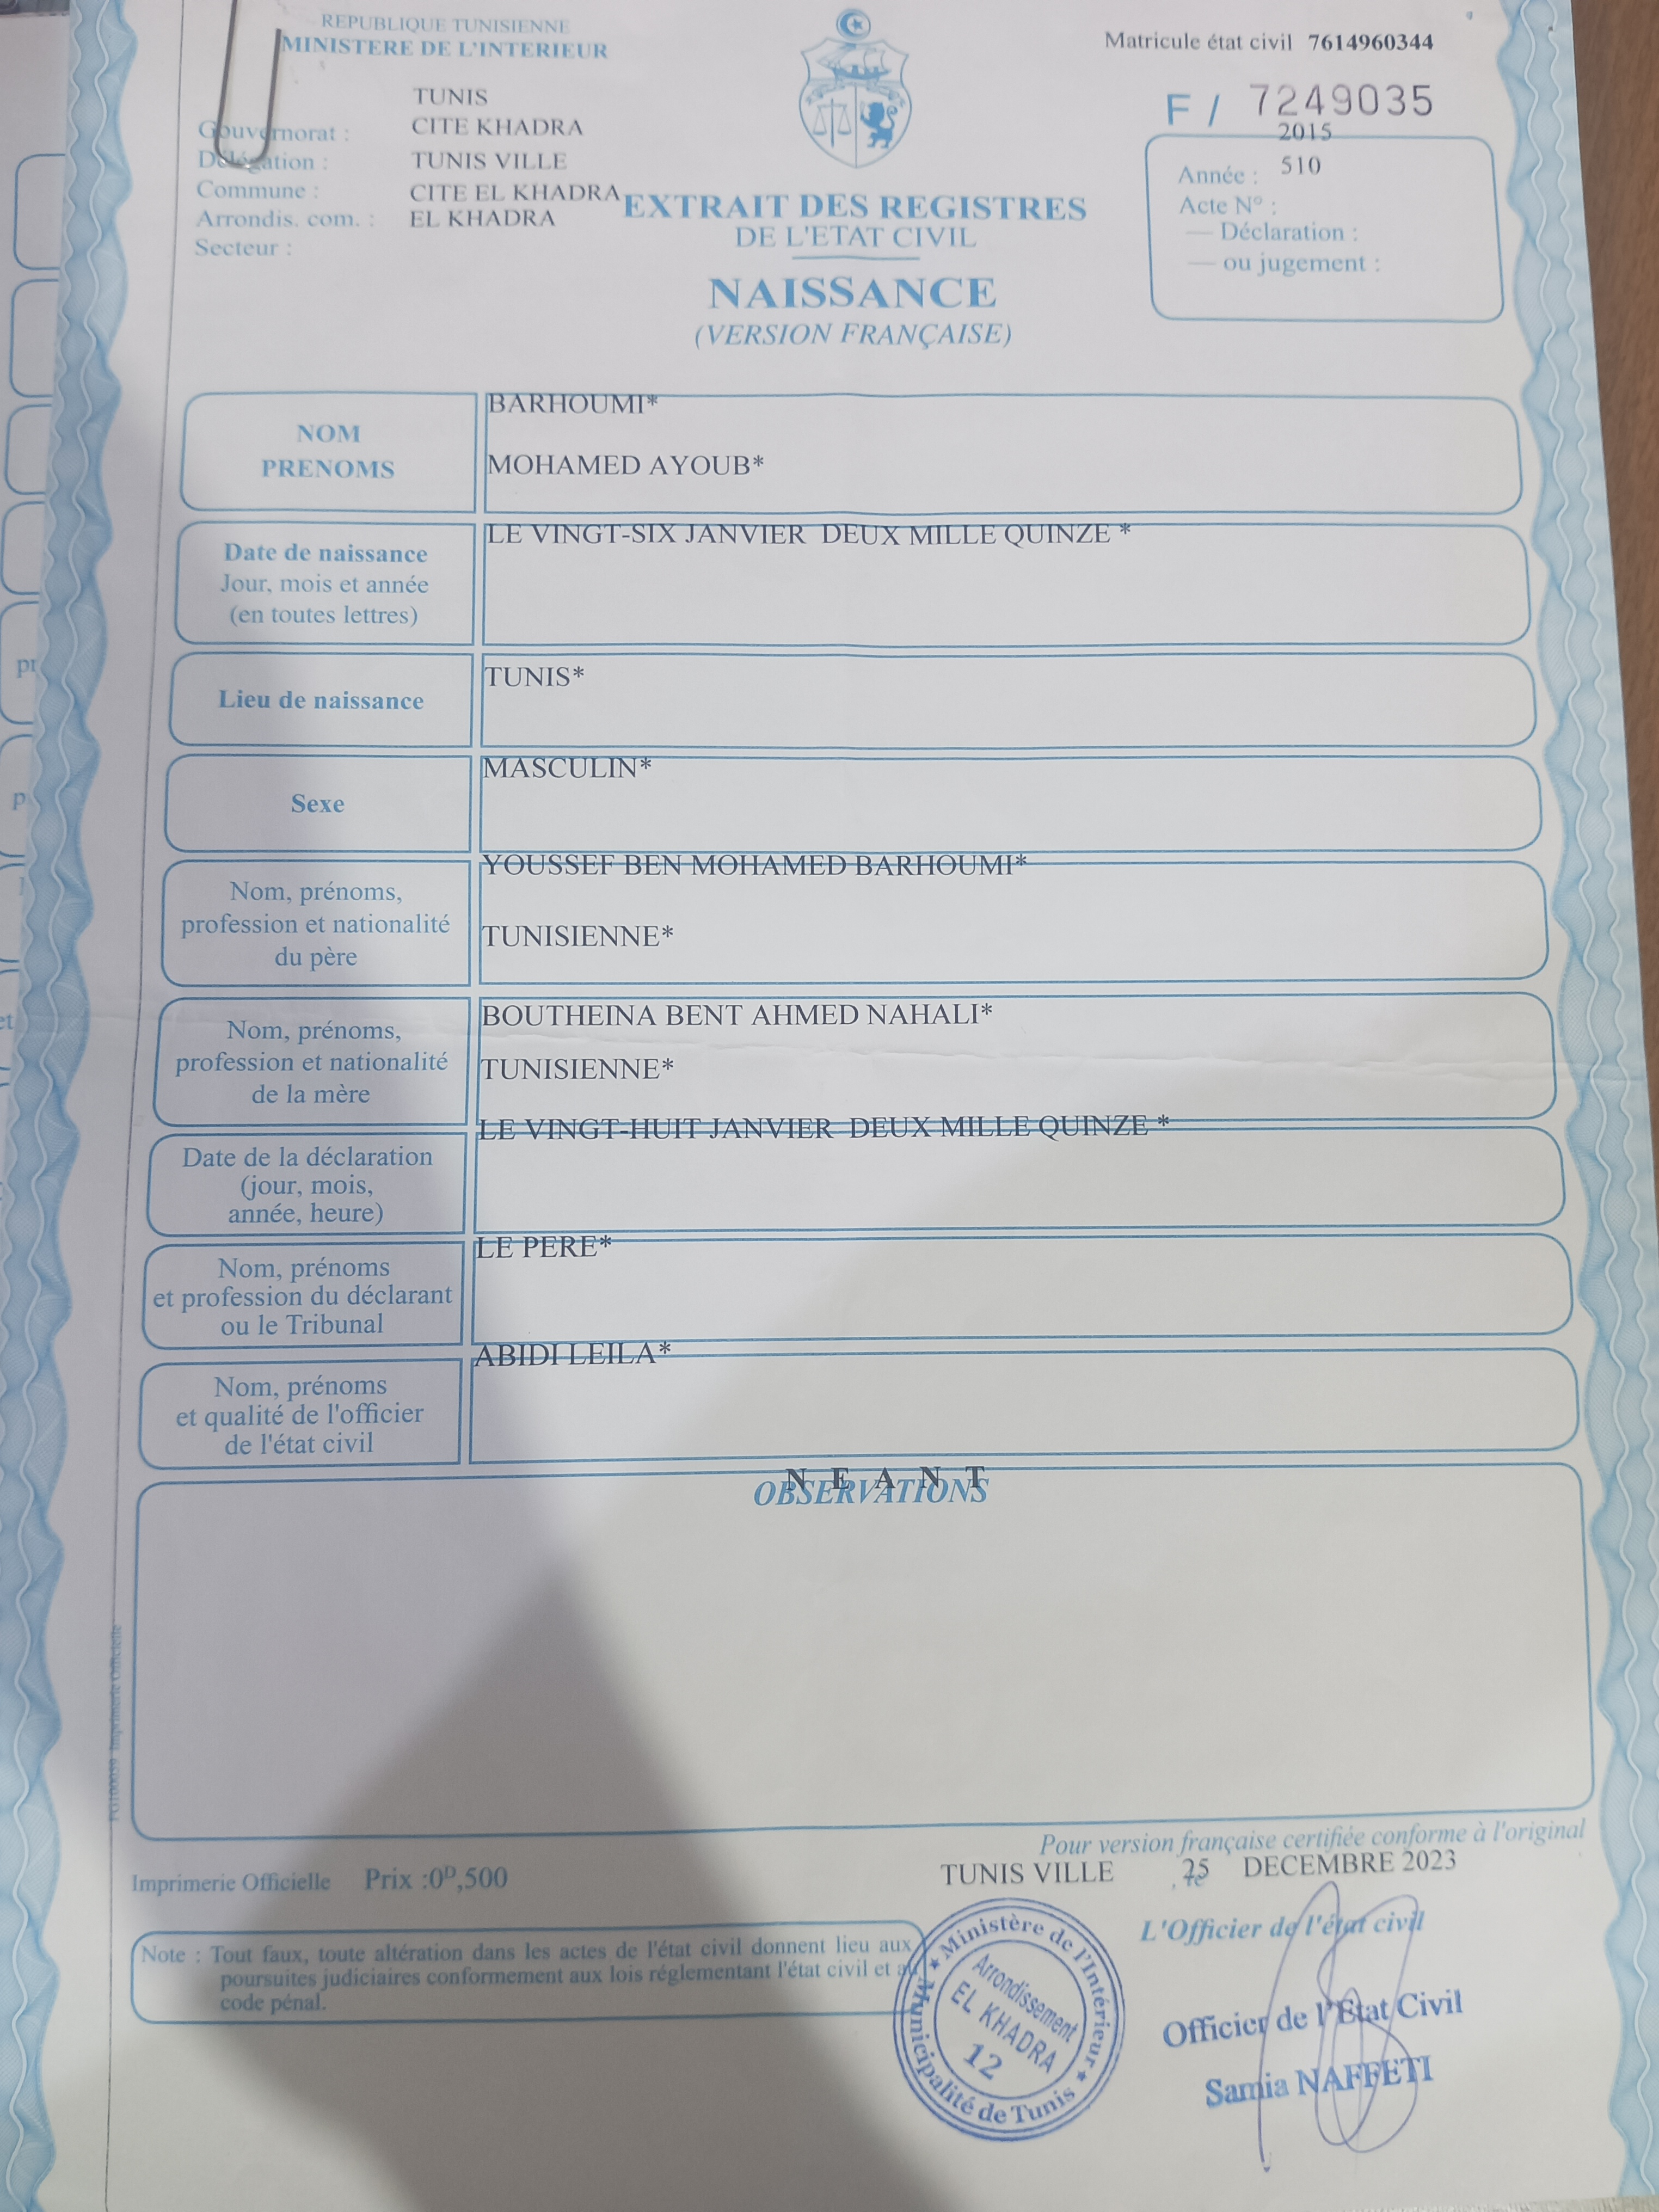 REPUBLIQUE TUNISIENNE
MINISTERE DE L'INTERIEUR
Matricule état civil 7614960344
F / 7249035
TUNIS
Gouvernorat : CITE KHADRA
Délégation : TUNIS VILLE
Commune : CITE EL KHADRA
Arrondis. com. : EL KHADRA
Secteur :
2015
Année : 510
Acte N° :
— Déclaration :
— ou jugement :
EXTRAIT DES REGISTRES
DE L'ETAT CIVIL
NAISSANCE
(VERSION FRANÇAISE)
NOM
PRENOMS
BARHOUMI*
MOHAMED AYOUB*
Date de naissance
Jour, mois et année
(en toutes lettres)
LE VINGT-SIX JANVIER DEUX MILLE QUINZE *
Lieu de naissance
TUNIS*
Sexe
MASCULIN*
Nom, prénoms,
profession et nationalité
du père
YOUSSEF BEN MOHAMED BARHOUMI*
TUNISIENNE*
Nom, prénoms,
profession et nationalité
de la mère
BOUTHEINA BENT AHMED NAHALI*
TUNISIENNE*
Date de la déclaration
(jour, mois,
année, heure)
LE VINGT-HUIT JANVIER DEUX MILLE QUINZE *
Nom, prénoms
et profession du déclarant
ou le Tribunal
LE PERE*
Nom, prénoms
et qualité de l'officier
de l'état civil
ABIDI LEILA*
N E A N T
OBSERVATIONS
Imprimerie Officielle
Pour version française certifiée conforme à l'original
TUNIS VILLE , le 25 DECEMBRE 2023
Imprimerie Officielle Prix :0ᴰ,500
L'Officier de l'état civil
Note : Tout faux, toute altération dans les actes de l'état civil donnent lieu aux
poursuites judiciaires conformement aux lois réglementant l'état civil et au
code pénal.
★ Ministère de l'Intérieur ★
Municipalité de Tunis
Arrondissement
EL KHADRA
12
Officier de l'Etat Civil
Samia NAFFETI